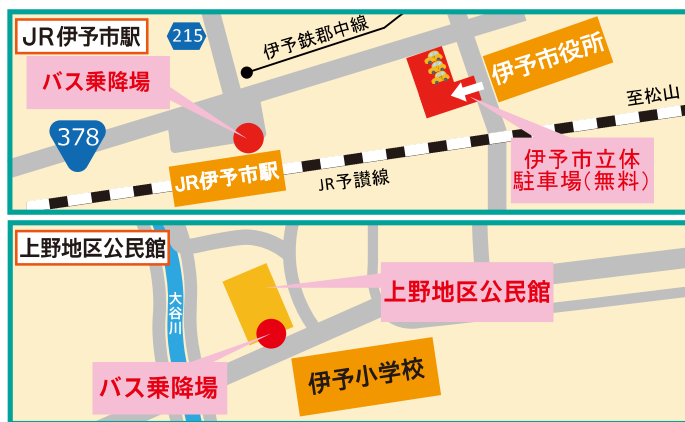 JR伊予市駅
215
伊予鉄郡中線
バス乗降場
伊予市役所
378
至松山
JR伊予市駅
JR予讃線
伊予市立体
駐車場(無料)
上野地区公民館
大谷川
上野地区公民館
バス乗降場
伊予小学校